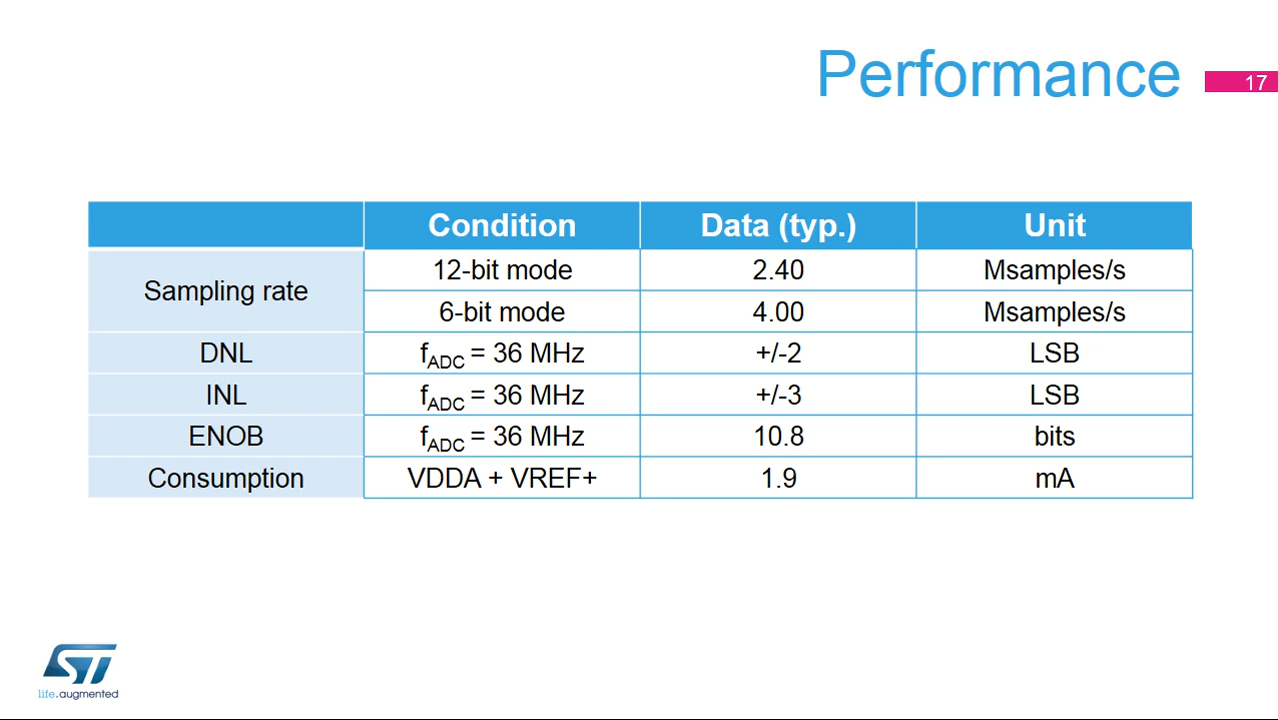 Performance
17
Condition Data (typ.) Unit
Sampling rate
12-bit mode 2.40 Msamples/s
6-bit mode 4.00 Msamples/s
DNL fADC = 36 MHz +/-2 LSB
INL fADC = 36 MHz +/-3 LSB
ENOB fADC = 36 MHz 10.8 bits
Consumption VDDA + VREF+ 1.9 mA
ST
life.augmented